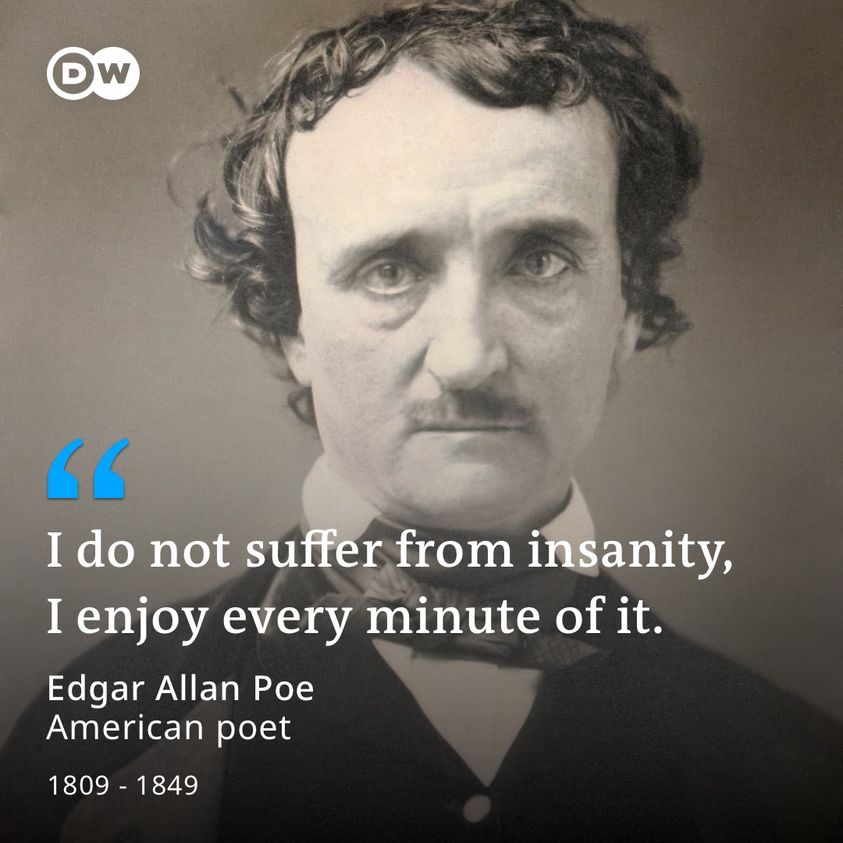 DW
“
I do not suffer from insanity,
I enjoy every minute of it.
Edgar Allan Poe
American poet
1809 - 1849